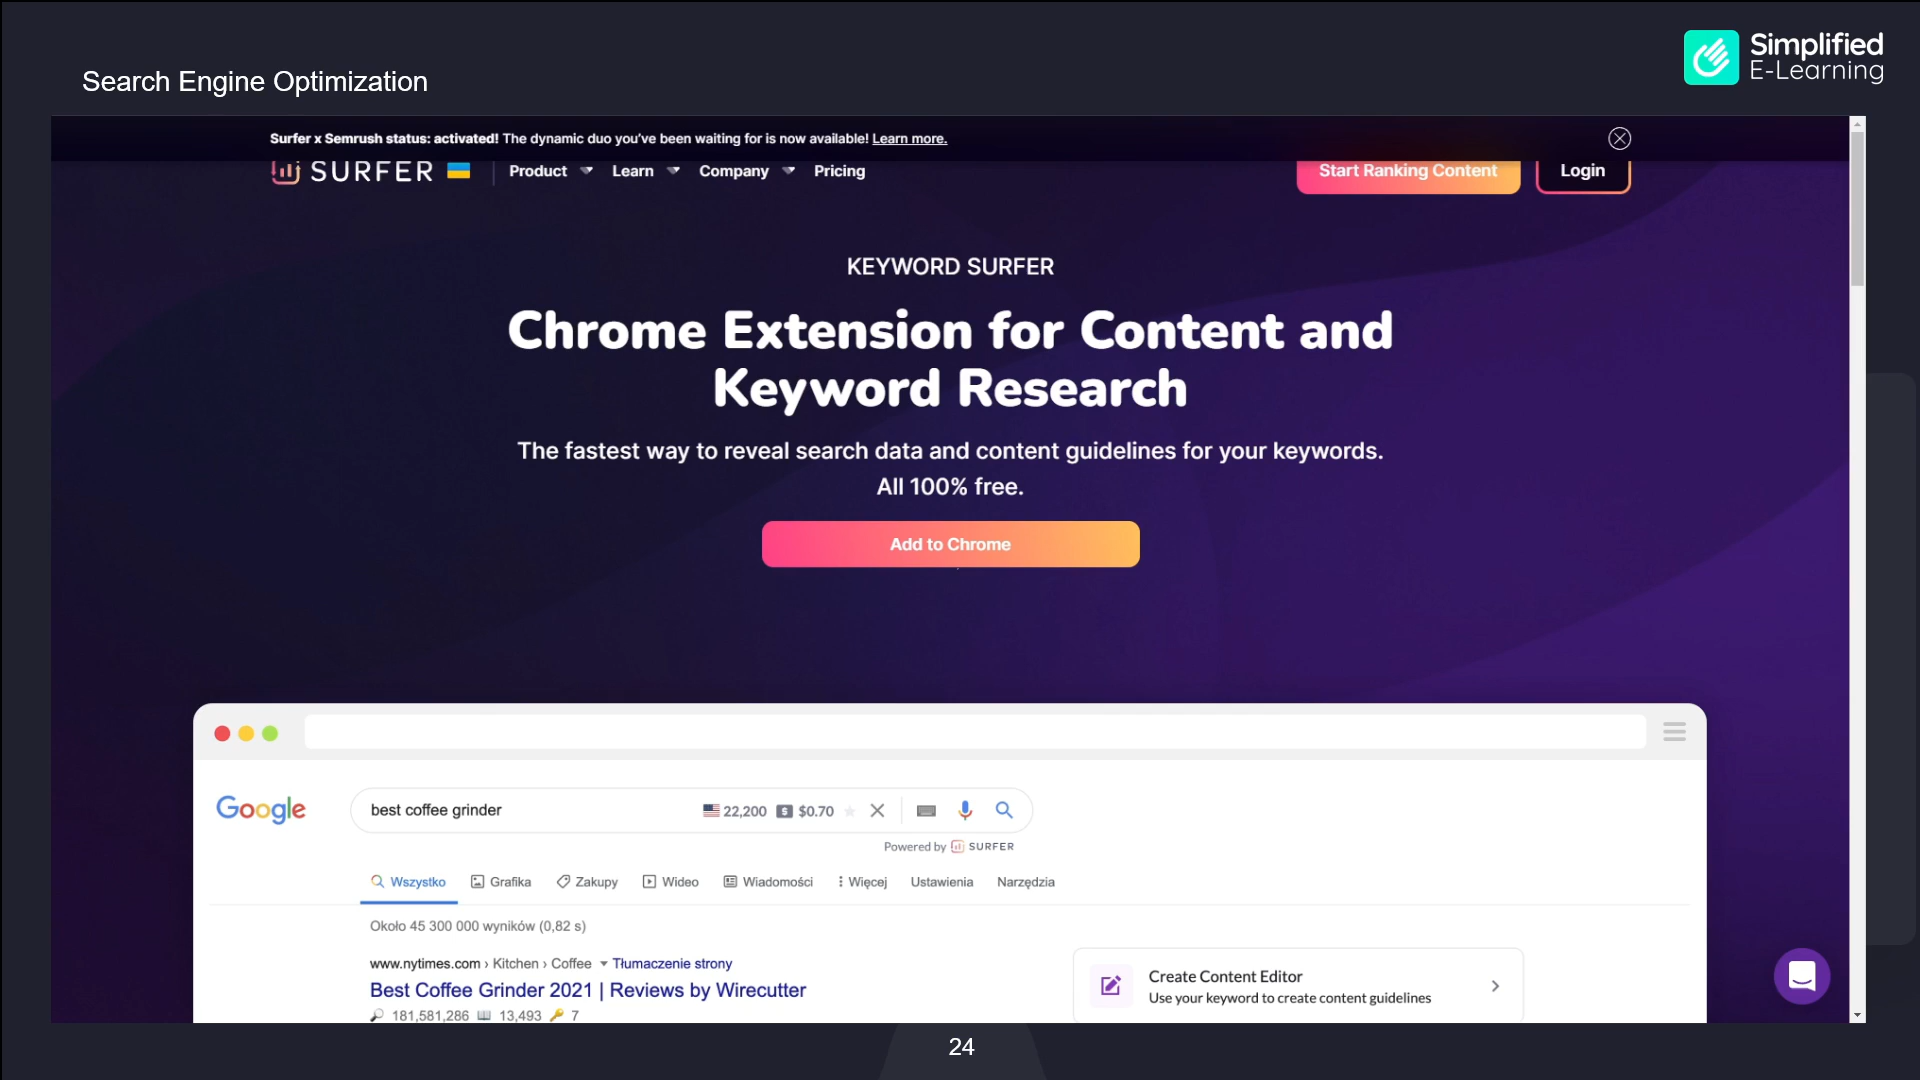 Simplified
E-Learning
Search Engine Optimization
Surfer x Semrush status: activated! The dynamic duo you've been waiting for is now available! Learn more.
SURFER Product Learn Company Pricing Start Ranking Content Login
KEYWORD SURFER
Chrome Extension for Content and
Keyword Research
The fastest way to reveal search data and content guidelines for your keywords.
All 100% free.
Add to Chrome
Google best coffee grinder 22,200 $ $0.70
Powered by SURFER
Wszystko Grafika Zakupy Wideo Wiadomości Więcej Ustawienia Narzędzia
Około 45 300 000 wyników (0,82 s)
www.nytimes.com › Kitchen › Coffee Tłumaczenie strony
Best Coffee Grinder 2021 | Reviews by Wirecutter
181,581,286 13,493 7
Create Content Editor
Use your keyword to create content guidelines
24